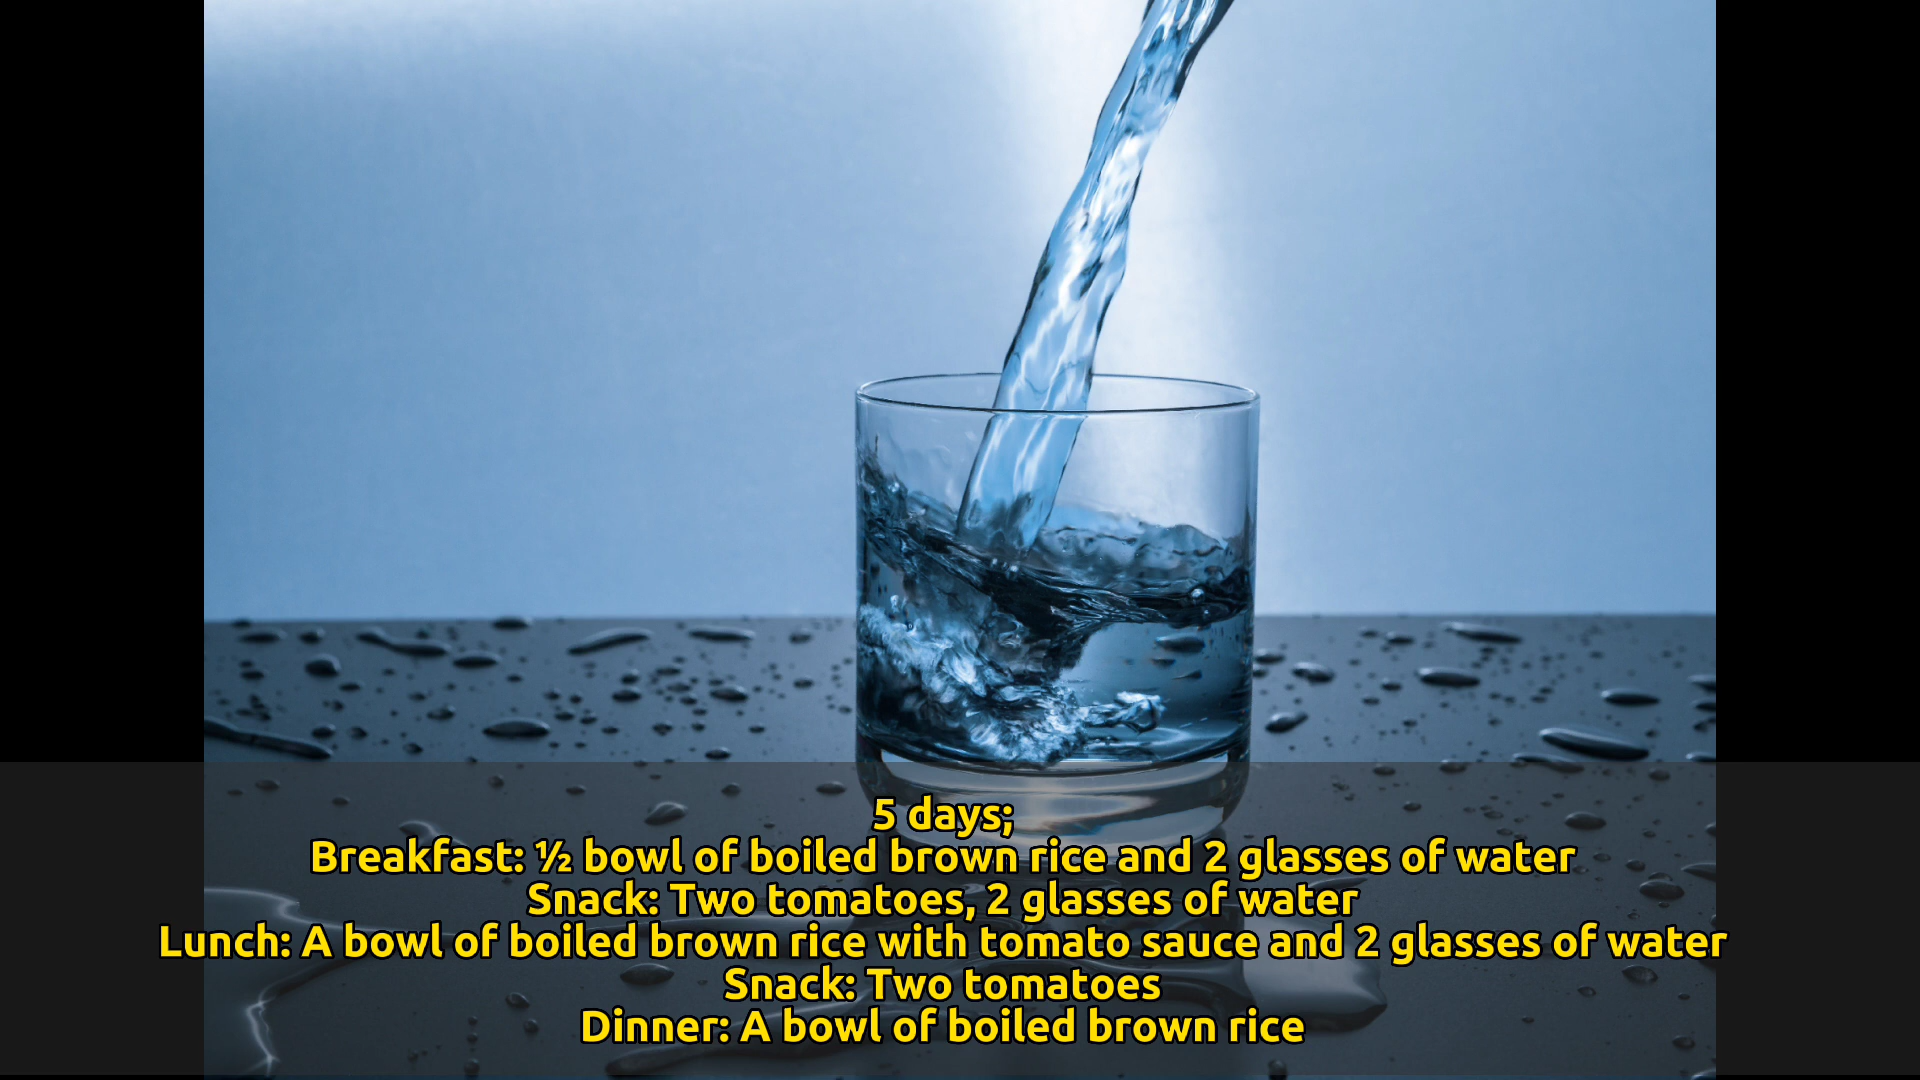 5 days;
Breakfast: ½ bowl of boiled brown rice and 2 glasses of water
Snack: Two tomatoes, 2 glasses of water
Lunch: A bowl of boiled brown rice with tomato sauce and 2 glasses of water
Snack: Two tomatoes
Dinner: A bowl of boiled brown rice